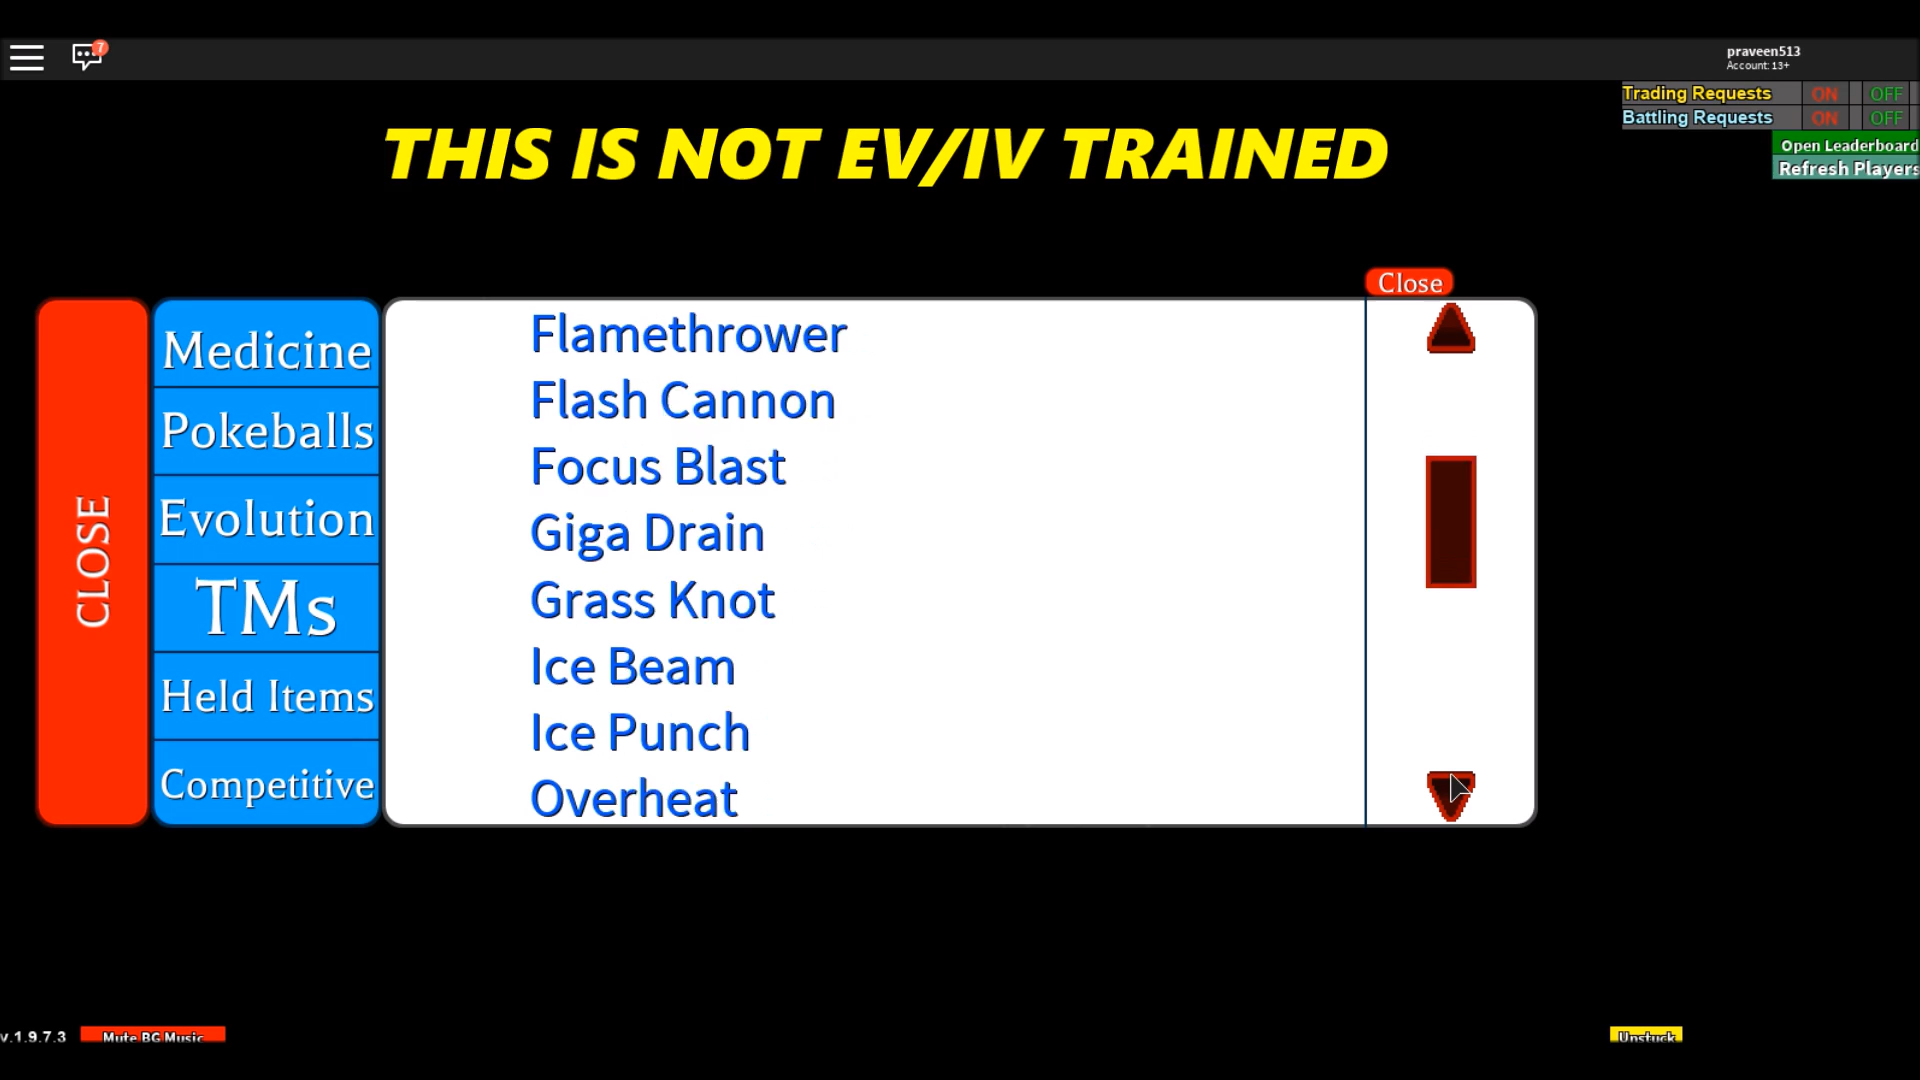 7
praveen513
Account: 13+
Trading Requests ON OFF
Battling Requests ON OFF
Open Leaderboard
Refresh Players
THIS IS NOT EV/IV TRAINED
Close
CLOSE
Medicine
Pokeballs
Evolution
TMs
Held Items
Competitive
Flamethrower
Flash Cannon
Focus Blast
Giga Drain
Grass Knot
Ice Beam
Ice Punch
Overheat
v.1.9.7.3
Mute BG Music
Unstuck